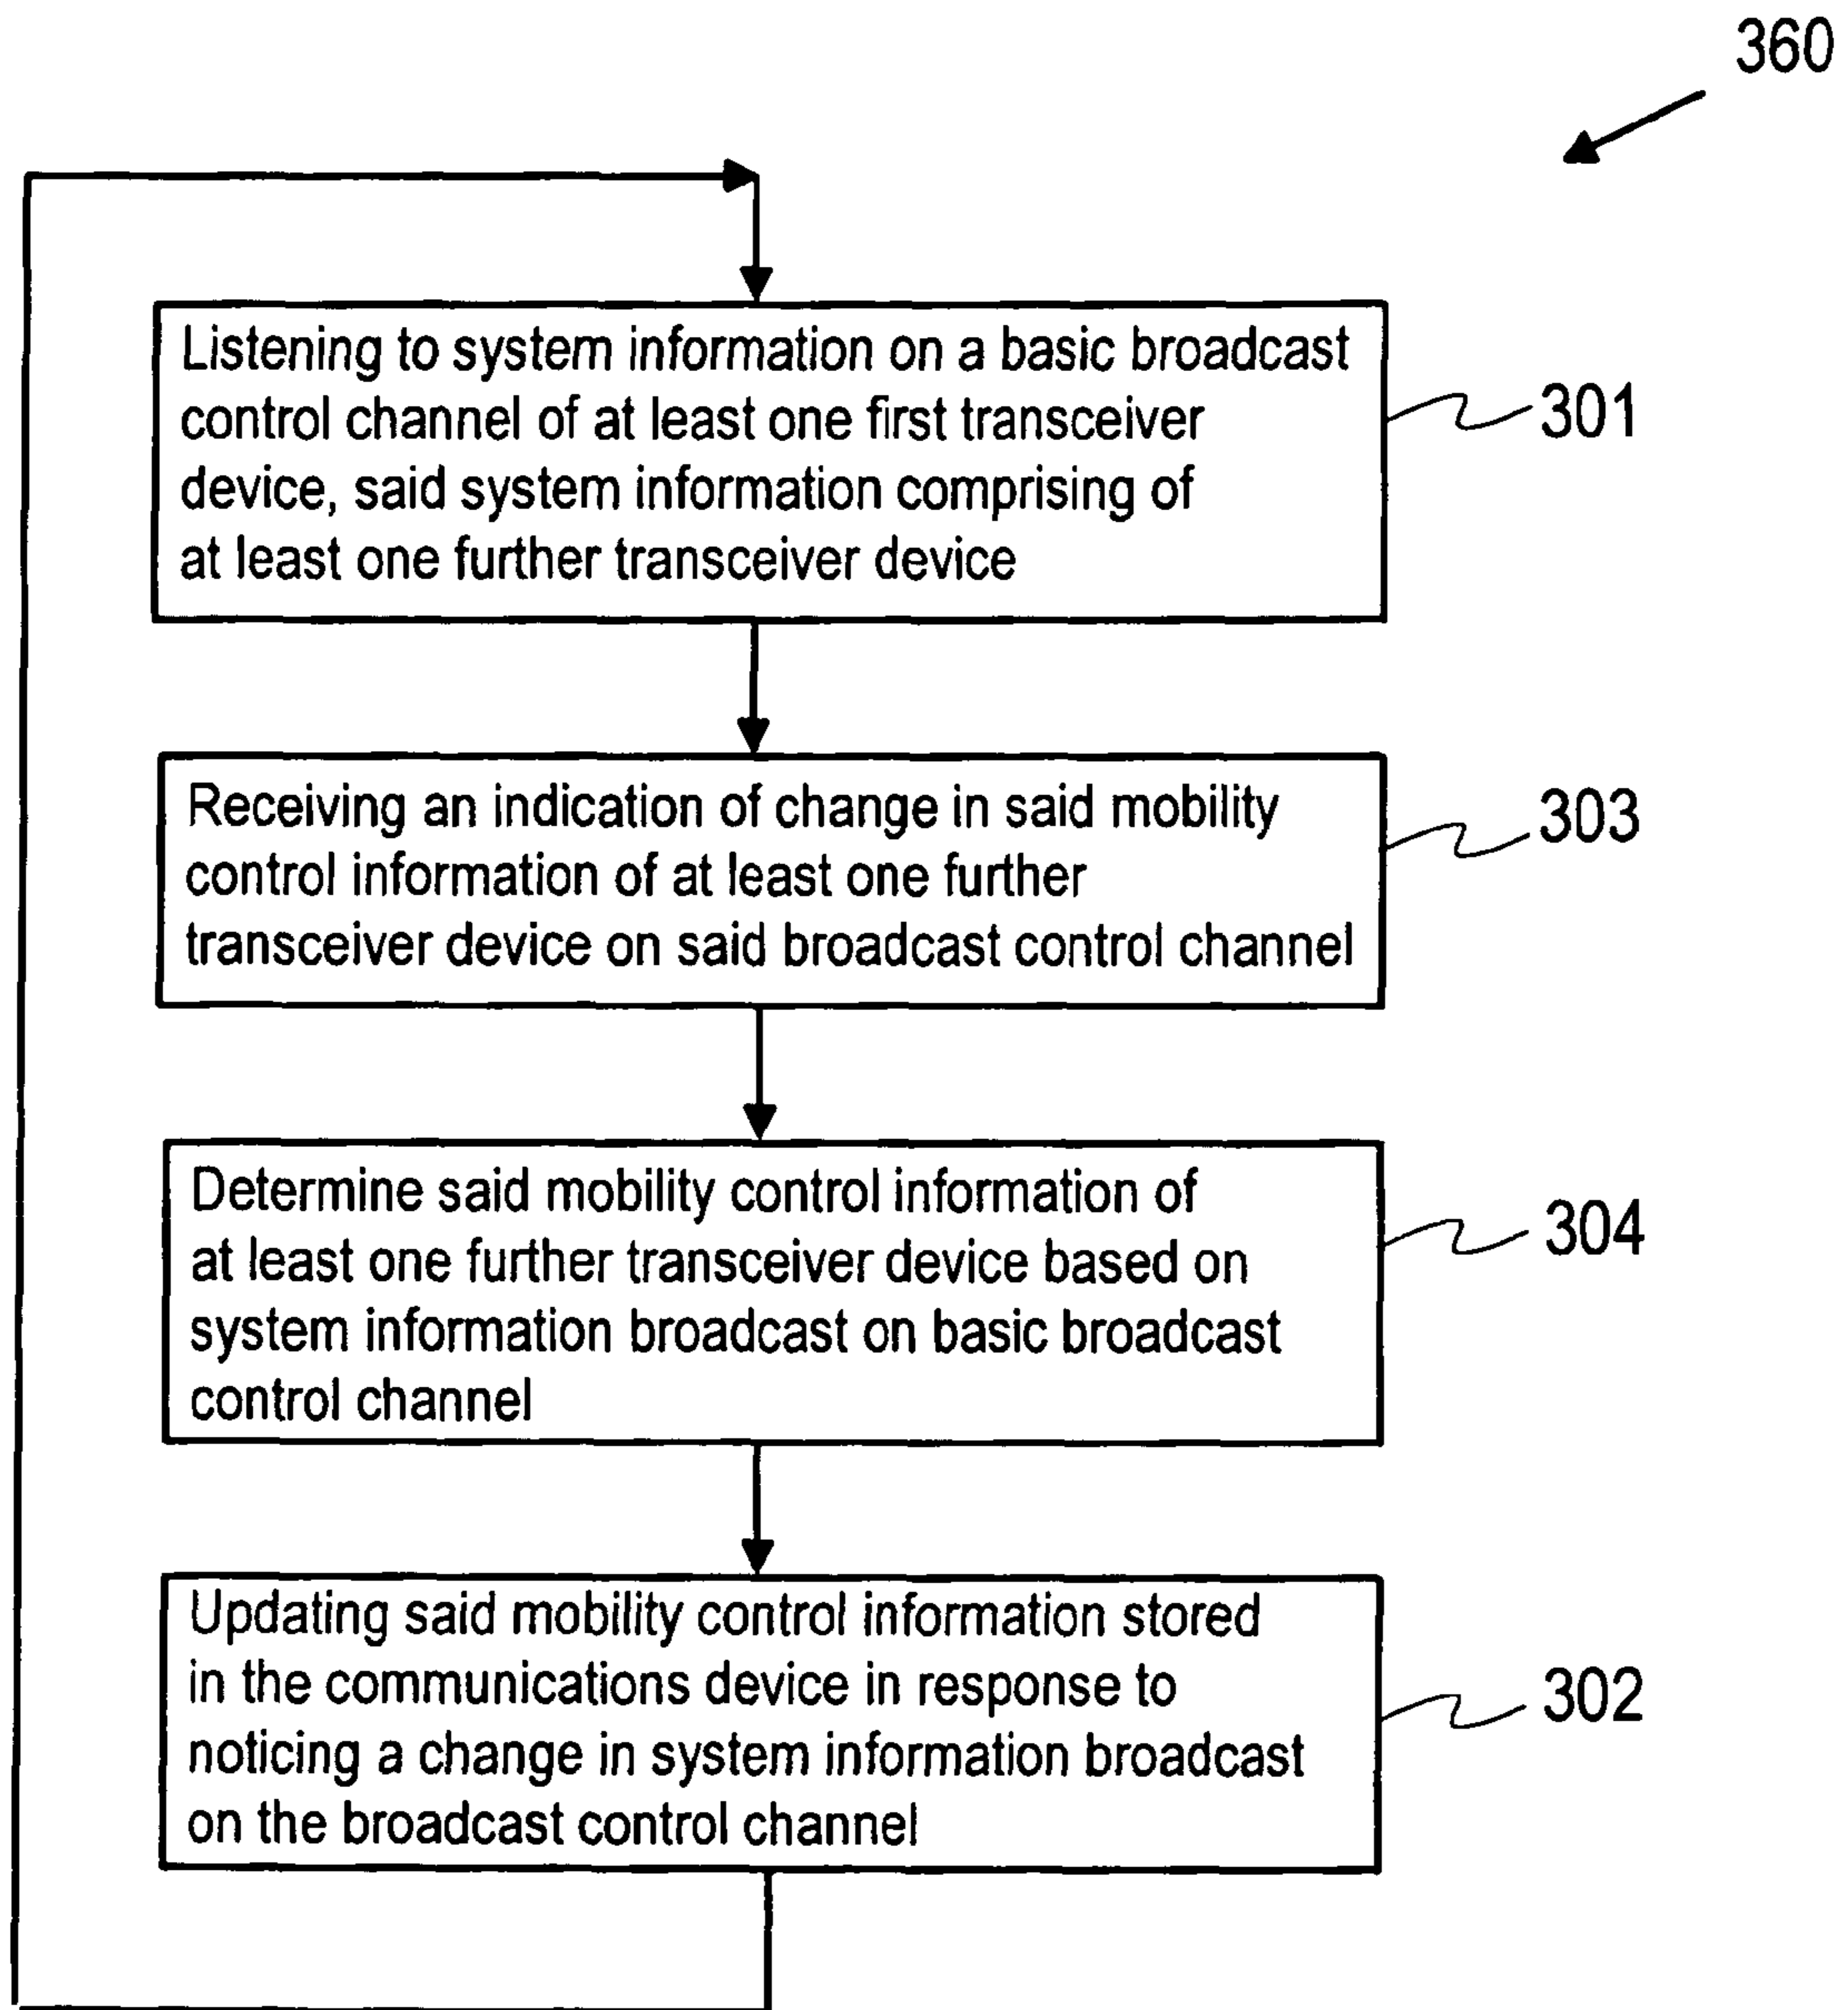 360
Listening to system information on a basic broadcast
control channel of at least one first transceiver
device, said system information comprising of
at least one further transceiver device
301
Receiving an indication of change in said mobility
control information of at least one further
transceiver device on said broadcast control channel
303
Determine said mobility control information of
at least one further transceiver device based on
system information broadcast on basic broadcast
control channel
304
Updating said mobility control information stored
in the communications device in response to
noticing a change in system information broadcast
on the broadcast control channel
302